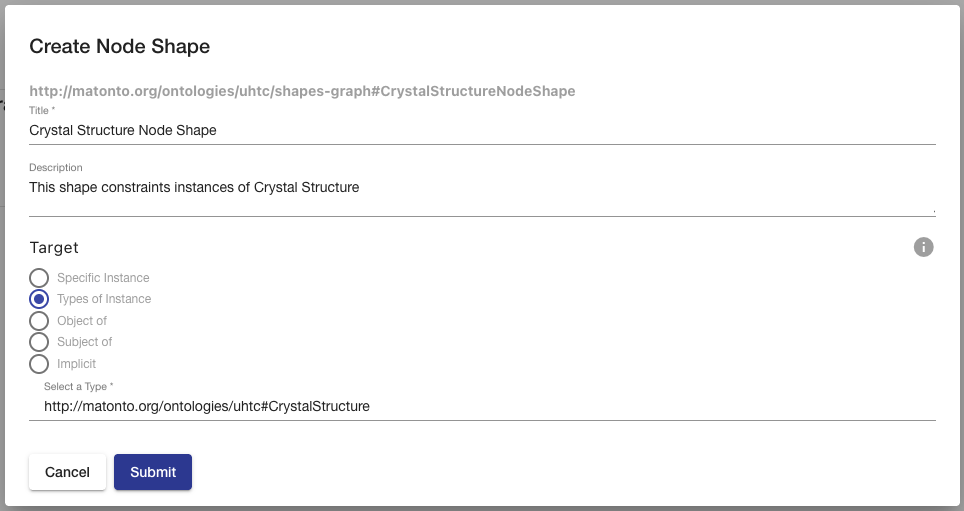 Create Node Shape
http://matonto.org/ontologies/uhtc/shapes-graph#CrystalStructureNodeShape
Title *
Crystal Structure Node Shape
Description
This shape constraints instances of Crystal Structure
Target
Specific Instance
Types of Instance
Object of
Subject of
Implicit
Select a Type *
http://matonto.org/ontologies/uhtc#CrystalStructure
Cancel
Submit